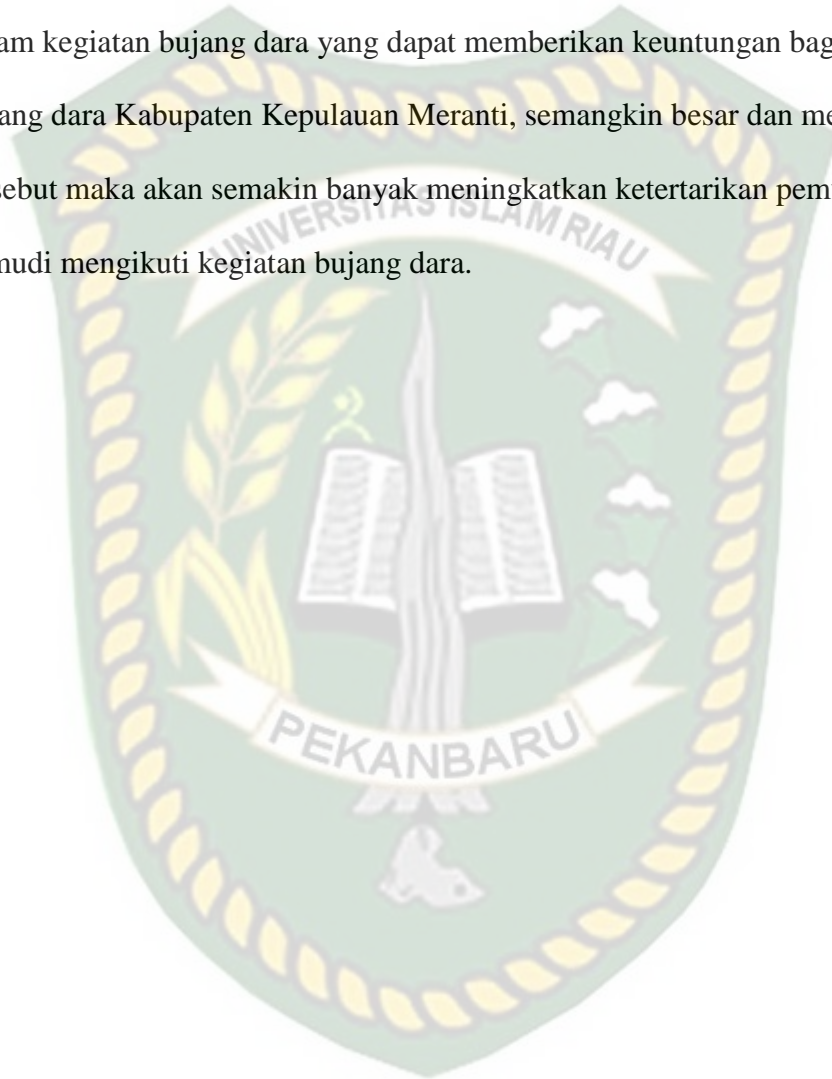 am kegiatan bujang dara yang dapat memberikan keuntungan bag
ang dara Kabupaten Kepulauan Meranti, semangkin besar dan me
sebut maka akan semakin banyak meningkatkan ketertarikan pem
mudi mengikuti kegiatan bujang dara.
UNIVERSITAS ISLAM RIAU
PEKANBARU